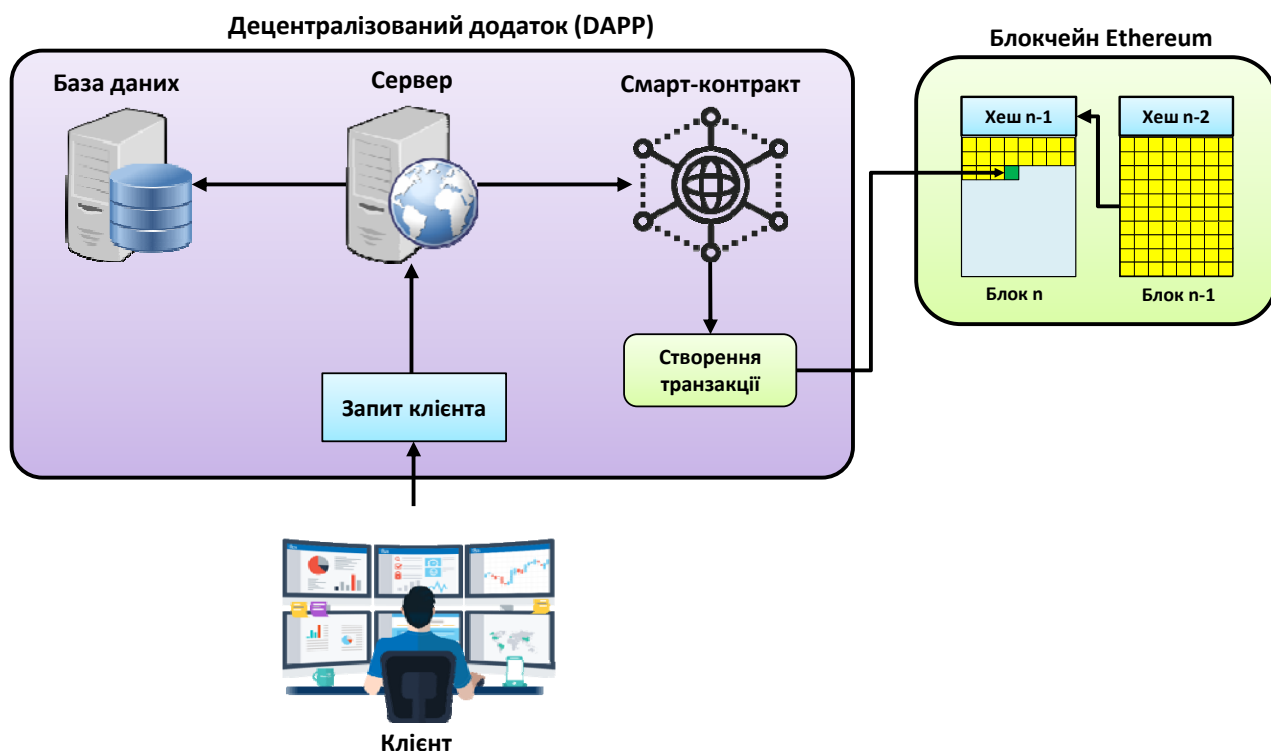 Децентралізований додаток (DAPP)
Блокчейн Ethereum
База даних
Сервер
Смарт-контракт
Хеш n-1
Хеш n-2
Блок n
Блок n-1
Створення
транзакції
Запит клієнта
Клієнт